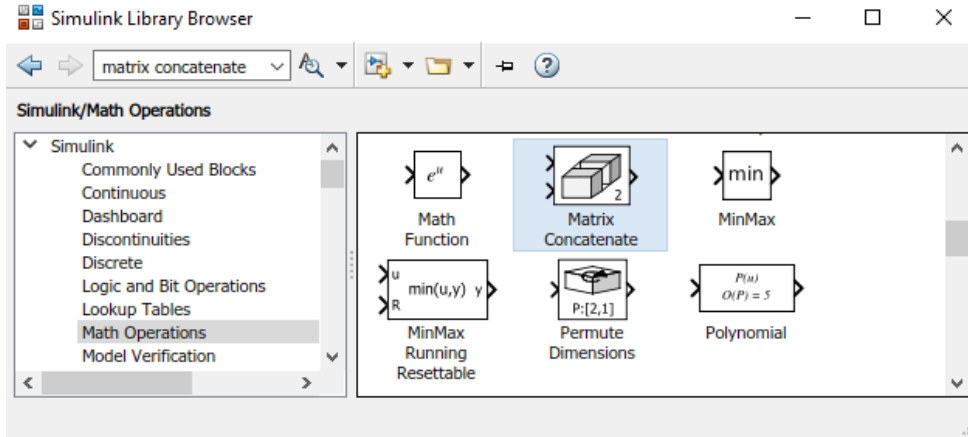 Simulink Library Browser
matrix concatenate
Simulink/Math Operations
Simulink
Commonly Used Blocks
Continuous
Dashboard
Discontinuities
Discrete
Logic and Bit Operations
Lookup Tables
Math Operations
Model Verification
e^u
Math
Function
2
Matrix
Concatenate
min
MinMax
u
R
min(u,y) y
MinMax
Running
Resettable
P:[2,1]
Permute
Dimensions
P(u)
O(P) = 5
Polynomial